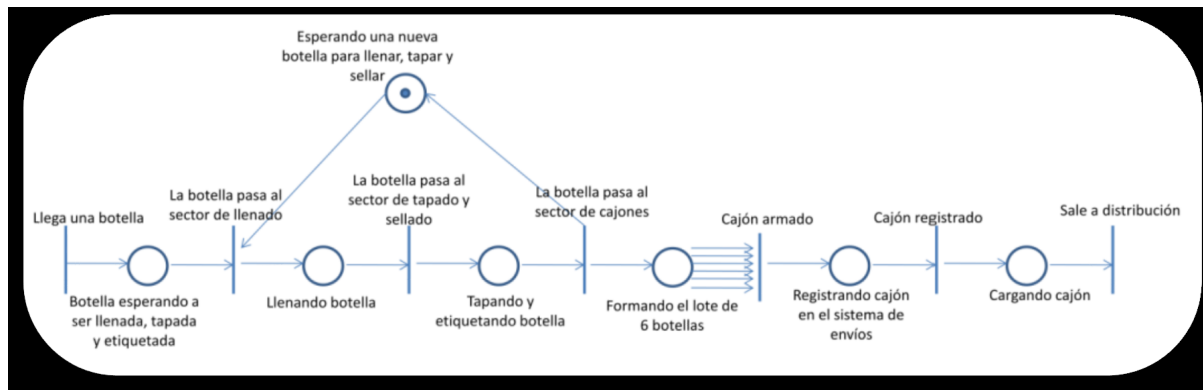 Esperando una nueva
botella para llenar, tapar y
sellar
Llega una botella
La botella pasa al
sector de llenado
La botella pasa al
sector de tapado y
sellado
La botella pasa al
sector de cajones
Cajón armado
Cajón registrado
Sale a distribución
Botella esperando a
ser llenada, tapada
y etiquetada
Llenando botella
Tapando y
etiquetando botella
Formando el lote de
6 botellas
Registrando cajón
en el sistema de
envíos
Cargando cajón